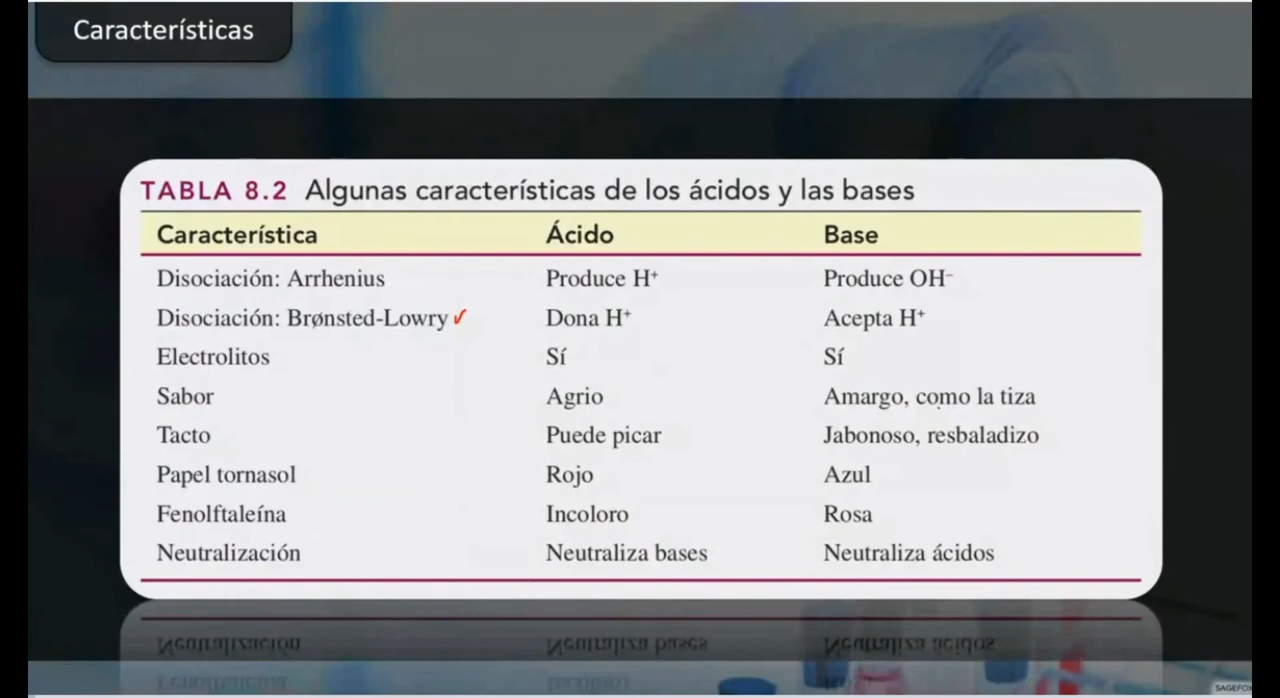 Características
TABLA 8.2 Algunas características de los ácidos y las bases
Característica Ácido Base
Disociación: Arrhenius Produce H⁺ Produce OH⁻
Disociación: Brønsted-Lowry ✓ Dona H⁺ Acepta H⁺
Electrolitos Sí Sí
Sabor Agrio Amargo, como la tiza
Tacto Puede picar Jabonoso, resbaladizo
Papel tornasol Rojo Azul
Fenolftaleína Incoloro Rosa
Neutralización Neutraliza bases Neutraliza ácidos
SAGEFOX